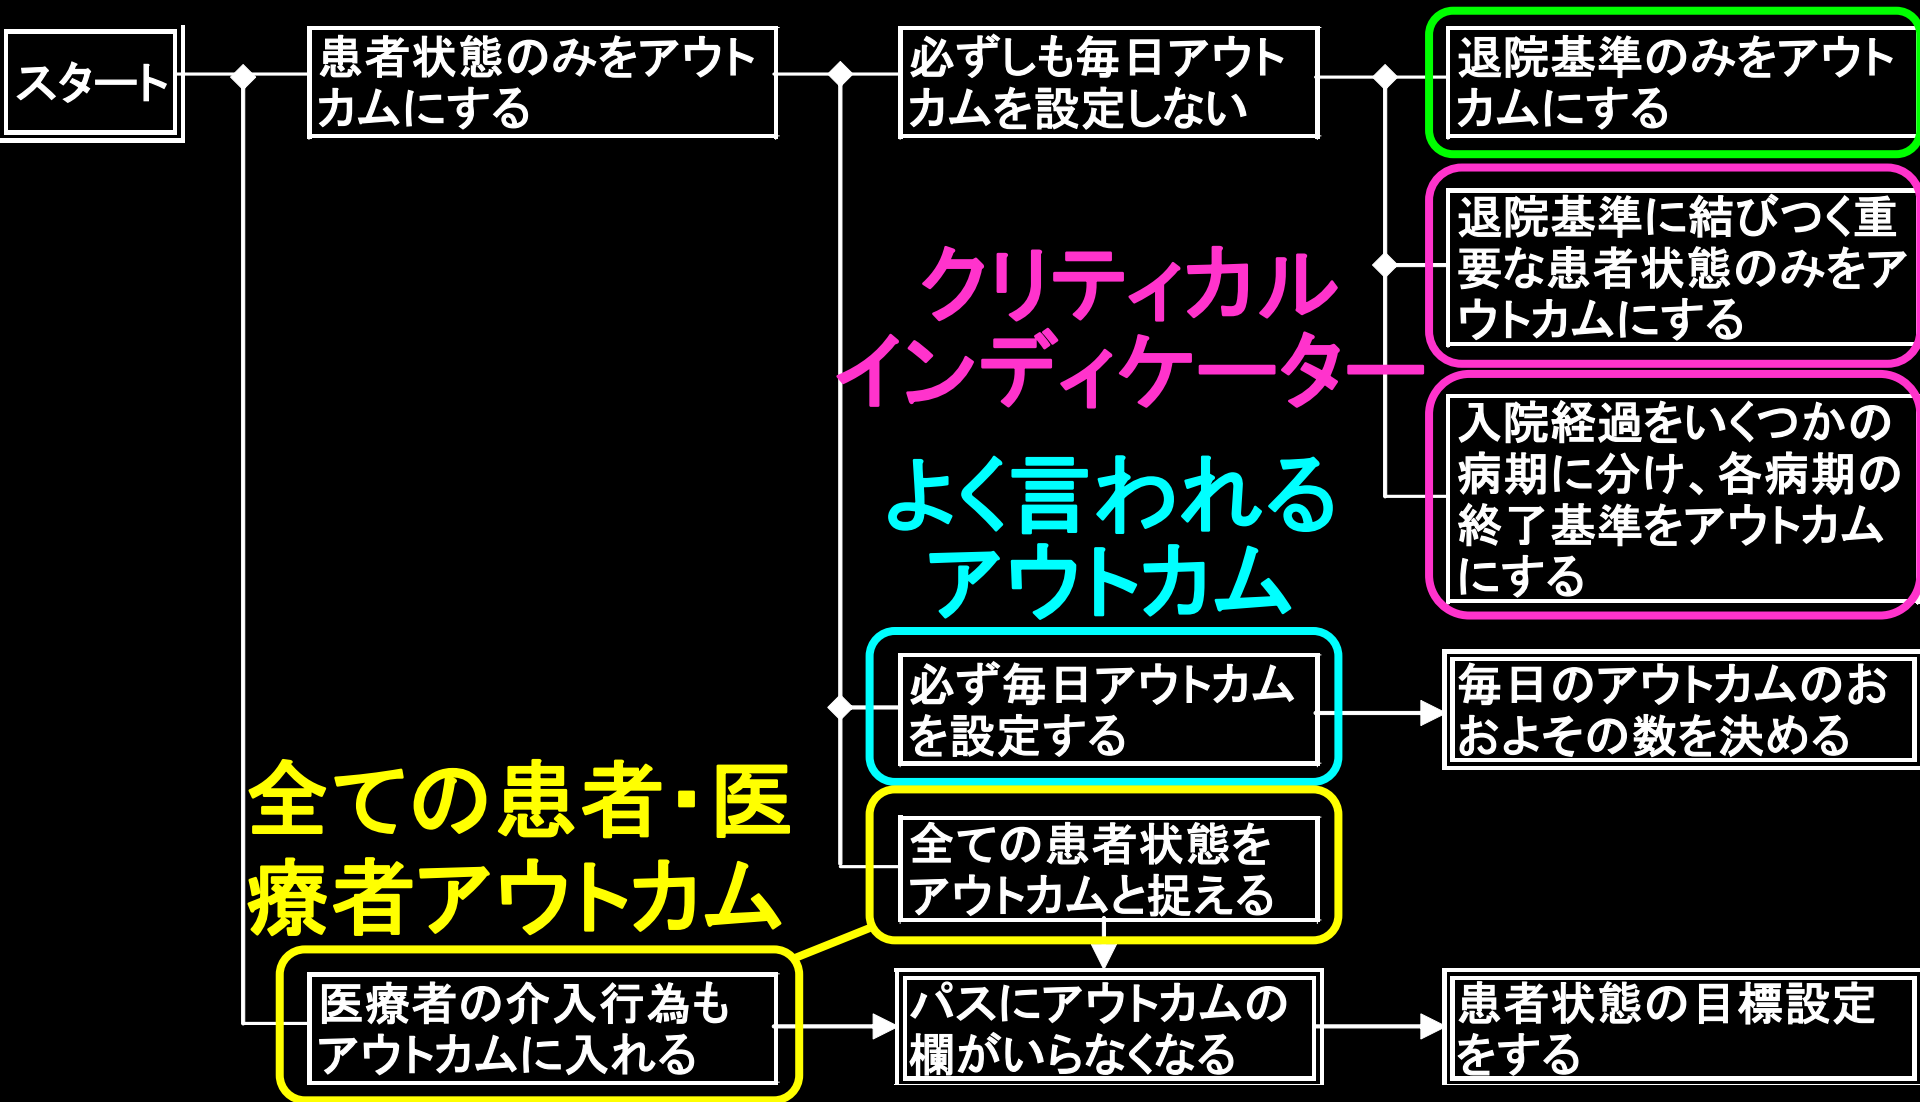 スタート
患者状態のみをアウト
カムにする
必ずしも毎日アウト
カムを設定しない
退院基準のみをアウト
カムにする
退院基準に結びつく重
要な患者状態のみをア
ウトカムにする
クリティカル
インディケーター
入院経過をいくつかの
病期に分け、各病期の
終了基準をアウトカム
にする
よく言われる
アウトカム
必ず毎日アウトカム
を設定する
毎日のアウトカムのお
およその数を決める
全ての患者・医
療者アウトカム
全ての患者状態を
アウトカムと捉える
医療者の介入行為も
アウトカムに入れる
パスにアウトカムの
欄がいらなくなる
患者状態の目標設定
をする